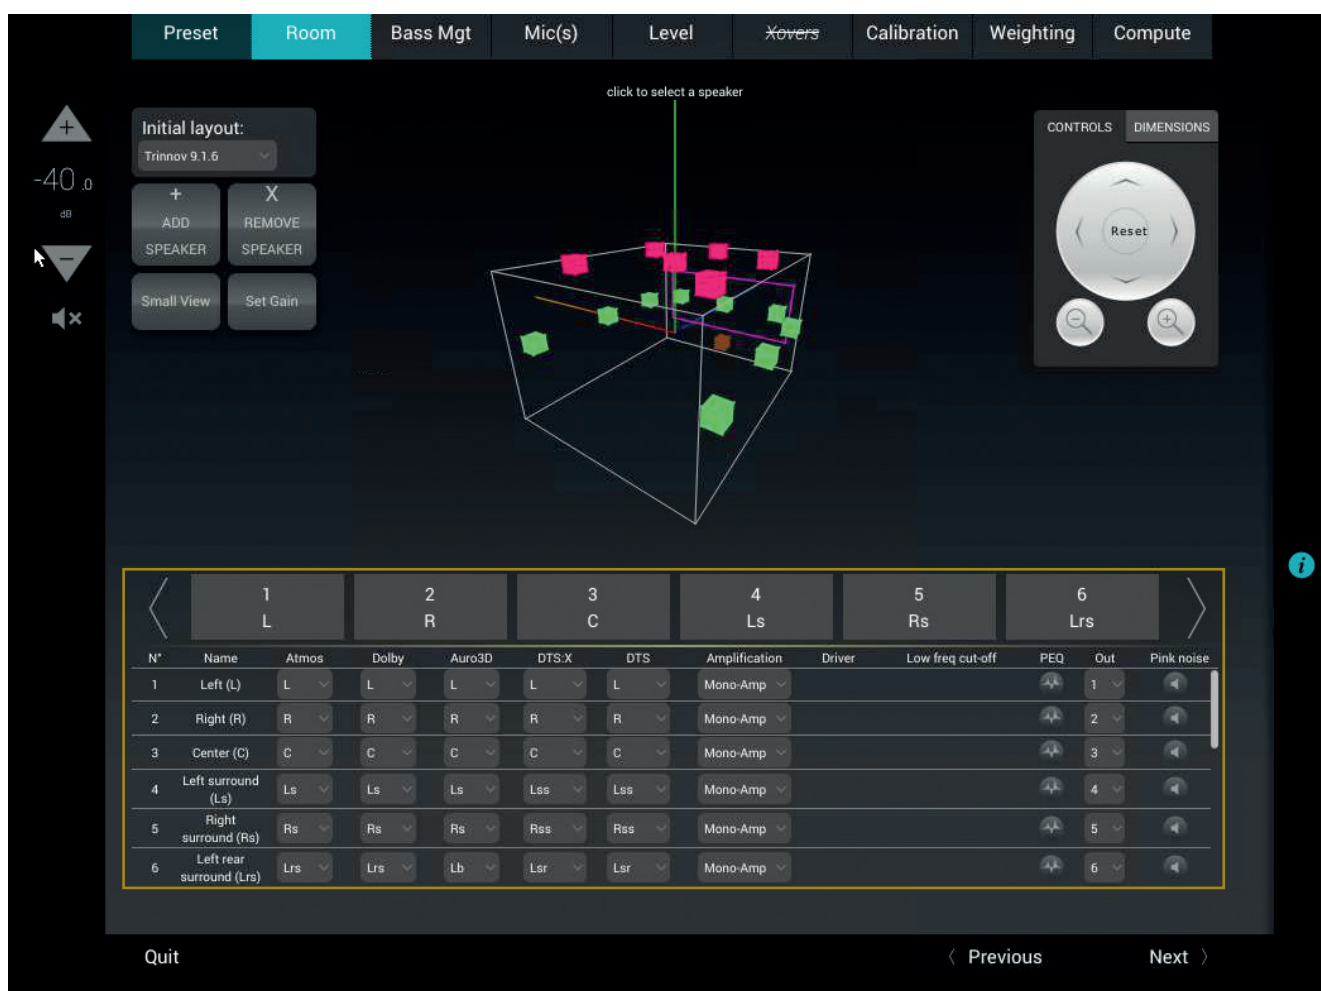 Preset Room Bass Mgt Mic(s) Level Xovers Calibration Weighting Compute
click to select a speaker
+
-40.0
dB
−
Initial layout:
Trinnov 9.1.6
+
ADD
SPEAKER
X
REMOVE
SPEAKER
Small View
Set Gain
CONTROLS DIMENSIONS
Reset
i
1 2 3 4 5 6
L R C Ls Rs Lrs
N° Name Atmos Dolby Auro3D DTS:X DTS Amplification Driver Low freq cut-off PEQ Out Pink noise
1 Left (L) L L L L L Mono-Amp 1
2 Right (R) R R R R R Mono-Amp 2
3 Center (C) C C C C C Mono-Amp 3
4 Left surround
(Ls) Ls Ls Ls Lss Lss Mono-Amp 4
5 Right
surround (Rs) Rs Rs Rs Rss Rss Mono-Amp 5
6 Left rear
surround (Lrs) Lrs Lrs Lb Lsr Lsr Mono-Amp 6
Quit Previous Next